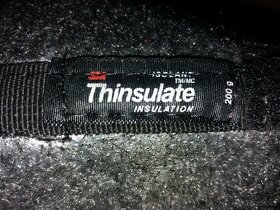 3M
ISOLANT
TM/MC
Thinsulate
INSULATION
200 g